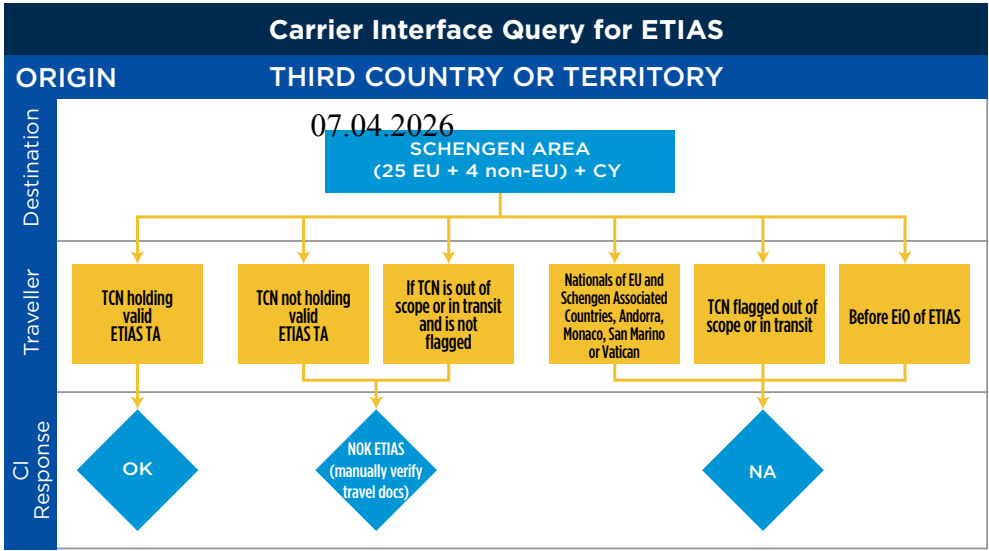 Carrier Interface Query for ETIAS
ORIGIN
THIRD COUNTRY OR TERRITORY
Destination
07.04.2026
SCHENGEN AREA
(25 EU + 4 non-EU) + CY
Traveller
TCN holding
valid
ETIAS TA
TCN not holding
valid
ETIAS TA
If TCN is out of
scope or in transit
and is not
flagged
Nationals of EU and
Schengen Associated
Countries, Andorra,
Monaco, San Marino
or Vatican
TCN flagged out of
scope or in transit
Before EiO of ETIAS
CI
Response
OK
NOK ETIAS
(manually verify
travel docs)
NA